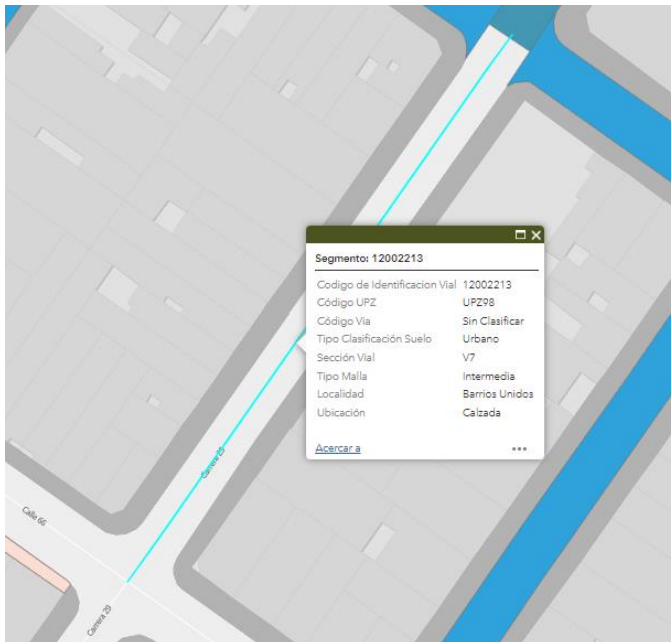 Segmento: 12002213
Codigo de Identificacion Vial 12002213
Código UPZ UPZ98
Código Via Sin Clasificar
Tipo Clasificación Suelo Urbano
Sección Vial V7
Tipo Malla Intermedia
Localidad Barrios Unidos
Ubicación Calzada
Acercar a
Carrera 29
Calle 66
Carrera 29